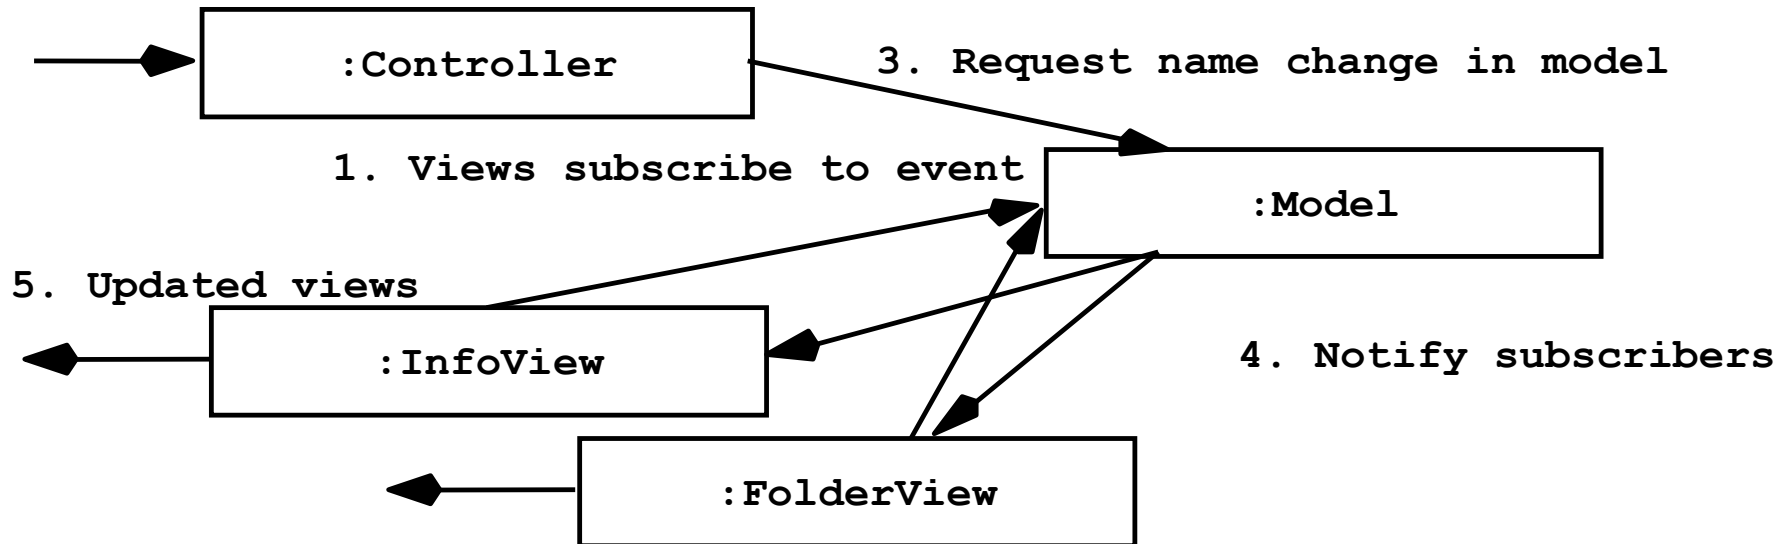 :Controller
3. Request name change in model
1. Views subscribe to event
:Model
5. Updated views
:InfoView
4. Notify subscribers
:FolderView